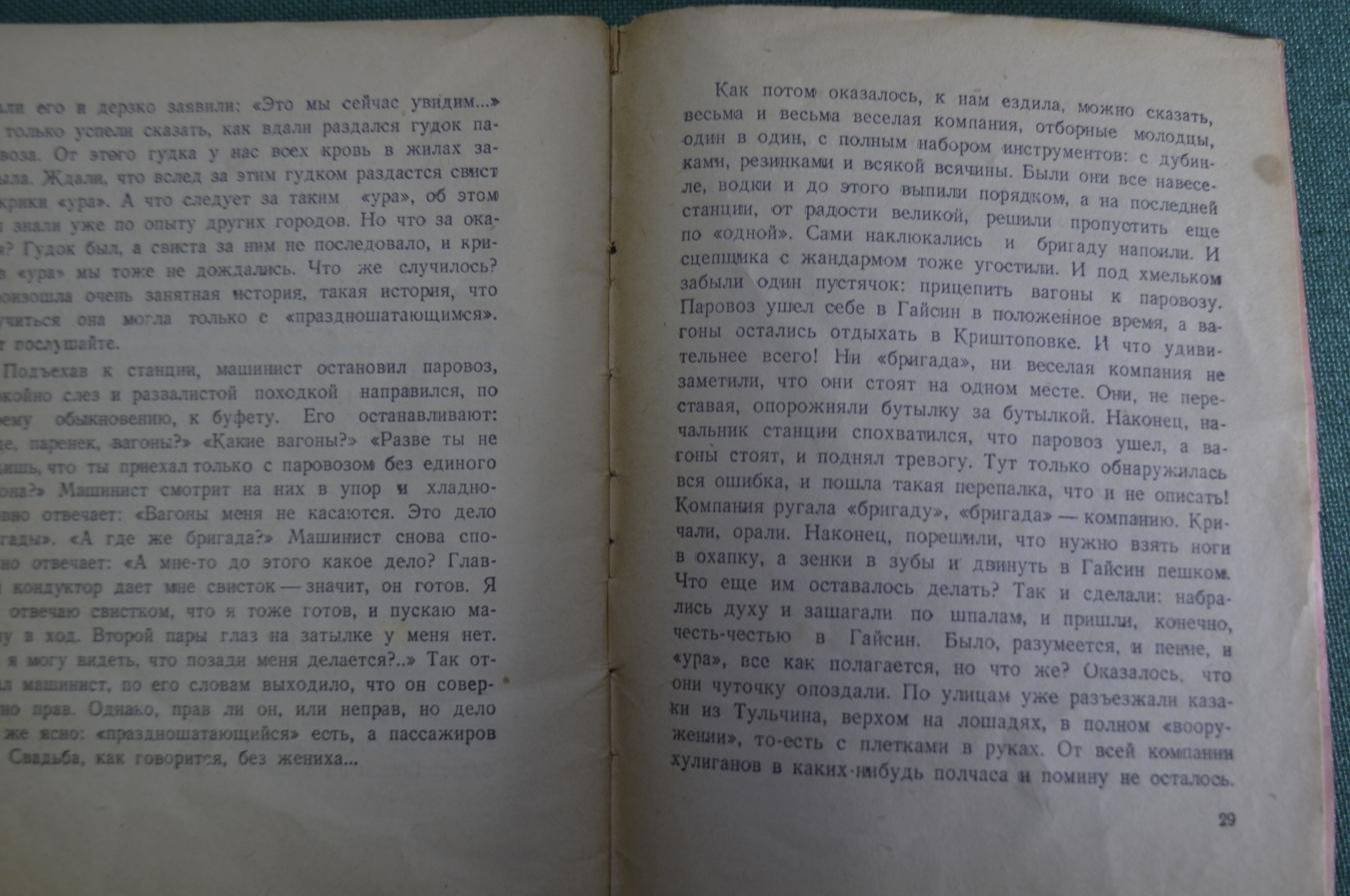 али его и дерзко заявили: «Это мы сейчас увидим...»
только успели сказать, как вдали раздался гудок па-
воза. От этого гудка у нас всех кровь в жилах за-
ыла. Ждали, что вслед за этим гудком раздастся свист
крики «ура». А что следует за таким «ура», об этом
знали уже по опыту других городов. Но что за ока-
? Гудок был, а свиста за ним не последовало, и кри-
в «ура» мы тоже не дождались. Что же случилось?
оизошла очень занятная история, такая история, что
учиться она могла только с «праздношатающимся».
т послушайте.
Подъехав к станции, машинист остановил паровоз,
койно слез и развалистой походкой направился, по
ему обыкновению, к буфету. Его останавливают:
де, паренек, вагоны?» «Какие вагоны?» «Разве ты не
дишь, что ты приехал только с паровозом без единого
она?» Машинист смотрит на них в упор и хладно-
овно отвечает: «Вагоны меня не касаются. Это дело
гады». «А где же бригада?» Машинист снова спо-
но отвечает: «А мне-то до этого какое дело? Глав-
кондуктор дает мне свисток — значит, он готов. Я
отвечаю свистком, что я тоже готов, и пускаю ма-
ну в ход. Второй пары глаз на затылке у меня нет.
я могу видеть, что позади меня делается?..» Так от-
ал машинист, по его словам выходило, что он совер-
но прав. Однако, прав ли он, или неправ, но дело
же ясно: «праздношатающийся» есть, а пассажиров
Свадьба, как говорится, без жениха...
Как потом оказалось, к нам ездила, можно сказать,
весьма и весьма веселая компания, отборные молодцы,
один в один, с полным набором инструментов: с дубин-
ками, резинками и всякой всячины. Были они все навесе-
ле, водки и до этого выпили порядком, а на последней
станции, от радости великой, решили пропустить еще
по «одной». Сами наклюкались и бригаду напоили. И
сцепщика с жандармом тоже угостили. И под хмельком
забыли один пустячок: прицепить вагоны к паровозу.
Паровоз ушел себе в Гайсин в положенное время, а ва-
гоны остались отдыхать в Криштоповке. И что удиви-
тельнее всего! Ни «бригада», ни веселая компания не
заметили, что они стоят на одном месте. Они, не пере-
ставая, опорожняли бутылку за бутылкой. Наконец, на-
чальник станции спохватился, что паровоз ушел, а ва-
гоны стоят, и поднял тревогу. Тут только обнаружилась
вся ошибка, и пошла такая перепалка, что и не описать!
Компания ругала «бригаду», «бригада» — компанию. Кри-
чали, орали. Наконец, порешили, что нужно взять ноги
в охапку, а зенки в зубы и двинуть в Гайсин пешком.
Что еще им оставалось делать? Так и сделали: набра-
лись духу и зашагали по шпалам, и пришли, конечно,
честь-честью в Гайсин. Было, разумеется, и пение, и
«ура», все как полагается, но что же? Оказалось, что
они чуточку опоздали. По улицам уже разъезжали каза-
ки из Тульчина, верхом на лошадях, в полном «воору-
жении», то-есть с плетками в руках. От всей компании
хулиганов в каких-нибудь полчаса и помину не осталось.
29